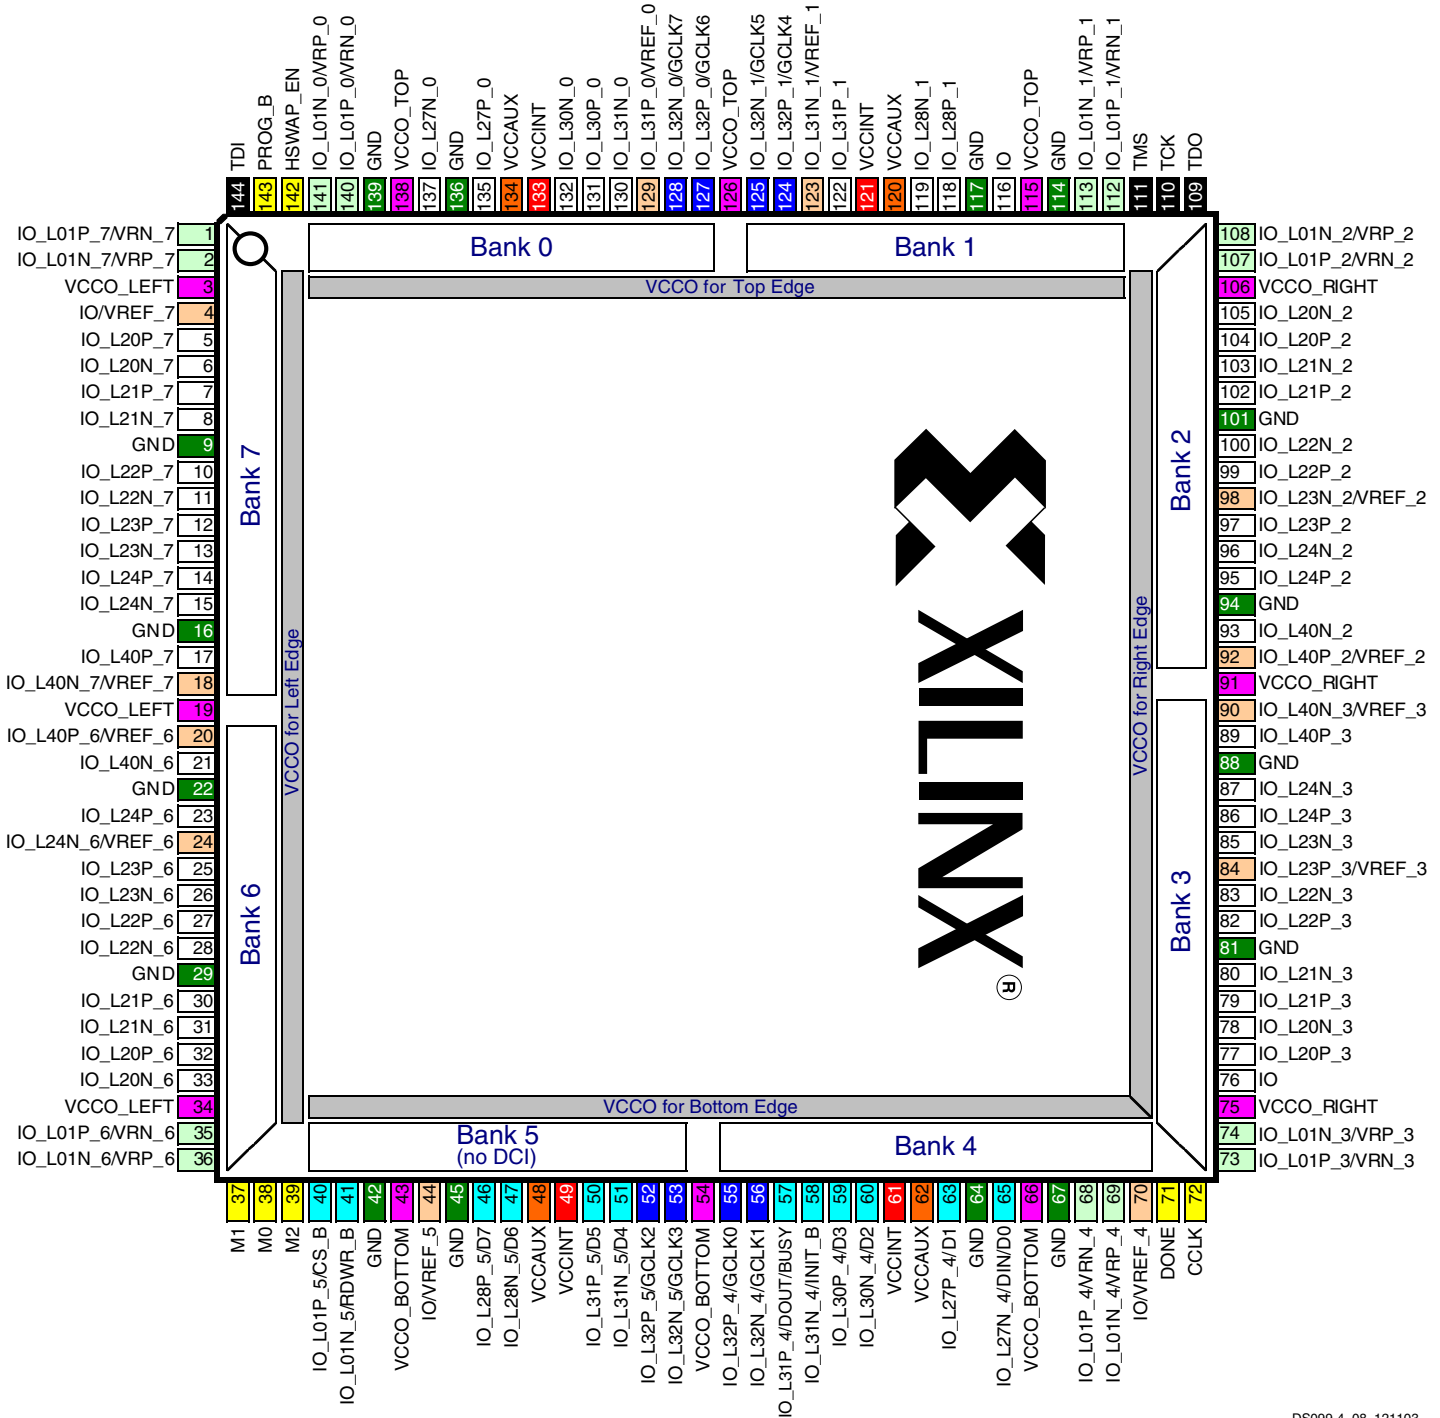 TDI
PROG_B
HSWAP_EN
IO_L01N_0/VRP_0
IO_L01P_0/VRN_0
GND
VCCO_TOP
IO_L27N_0
GND
IO_L27P_0
VCCAUX
VCCINT
IO_L30N_0
IO_L30P_0
IO_L31N_0
IO_L31P_0/VREF_0
IO_L32N_0/GCLK7
IO_L32P_0/GCLK6
VCCO_TOP
IO_L32N_1/GCLK5
IO_L32P_1/GCLK4
IO_L31N_1/VREF_1
IO_L31P_1
VCCINT
VCCAUX
IO_L28N_1
IO_L28P_1
GND
IO
VCCO_TOP
GND
IO_L01N_1/VRP_1
IO_L01P_1/VRN_1
TMS
TCK
TDO
144
143
142
141
140
139
138
137
136
135
134
133
132
131
130
129
128
127
126
125
124
123
122
121
120
119
118
117
116
115
114
113
112
111
110
109
IO_L01P_7/VRN_7 1
IO_L01N_7/VRP_7 2
VCCO_LEFT 3
IO/VREF_7 4
IO_L20P_7 5
IO_L20N_7 6
IO_L21P_7 7
IO_L21N_7 8
GND 9
IO_L22P_7 10
IO_L22N_7 11
IO_L23P_7 12
IO_L23N_7 13
IO_L24P_7 14
IO_L24N_7 15
GND 16
IO_L40P_7 17
IO_L40N_7/VREF_7 18
VCCO_LEFT 19
IO_L40P_6/VREF_6 20
IO_L40N_6 21
GND 22
IO_L24P_6 23
IO_L24N_6/VREF_6 24
IO_L23P_6 25
IO_L23N_6 26
IO_L22P_6 27
IO_L22N_6 28
GND 29
IO_L21P_6 30
IO_L21N_6 31
IO_L20P_6 32
IO_L20N_6 33
VCCO_LEFT 34
IO_L01P_6/VRN_6 35
IO_L01N_6/VRP_6 36
Bank 0
Bank 1
VCCO for Top Edge
Bank 7
Bank 6
VCCO for Left Edge
XILINX
®
VCCO for Right Edge
Bank 2
Bank 3
VCCO for Bottom Edge
Bank 5
(no DCI)
Bank 4
108 IO_L01N_2/VRP_2
107 IO_L01P_2/VRN_2
106 VCCO_RIGHT
105 IO_L20N_2
104 IO_L20P_2
103 IO_L21N_2
102 IO_L21P_2
101 GND
100 IO_L22N_2
99 IO_L22P_2
98 IO_L23N_2/VREF_2
97 IO_L23P_2
96 IO_L24N_2
95 IO_L24P_2
94 GND
93 IO_L40N_2
92 IO_L40P_2/VREF_2
91 VCCO_RIGHT
90 IO_L40N_3/VREF_3
89 IO_L40P_3
88 GND
87 IO_L24N_3
86 IO_L24P_3
85 IO_L23N_3
84 IO_L23P_3/VREF_3
83 IO_L22N_3
82 IO_L22P_3
81 GND
80 IO_L21N_3
79 IO_L21P_3
78 IO_L20N_3
77 IO_L20P_3
76 IO
75 VCCO_RIGHT
74 IO_L01N_3/VRP_3
73 IO_L01P_3/VRN_3
37
38
39
40
41
42
43
44
45
46
47
48
49
50
51
52
53
54
55
56
57
58
59
60
61
62
63
64
65
66
67
68
69
70
71
72
M1
M0
M2
IO_L01P_5/CS_B
IO_L01N_5/RDWR_B
GND
VCCO_BOTTOM
IO/VREF_5
GND
IO_L28P_5/D7
IO_L28N_5/D6
VCCAUX
VCCINT
IO_L31P_5/D5
IO_L31N_5/D4
IO_L32P_5/GCLK2
IO_L32N_5/GCLK3
VCCO_BOTTOM
IO_L32P_4/GCLK0
IO_L32N_4/GCLK1
IO_L31P_4/DOUT/BUSY
IO_L31N_4/INIT_B
IO_L30P_4/D3
IO_L30N_4/D2
VCCINT
VCCAUX
IO_L27P_4/D1
GND
IO_L27N_4/DIN/D0
VCCO_BOTTOM
GND
IO_L01P_4/VRN_4
IO_L01N_4/VRP_4
IO/VREF_4
DONE
CCLK
DS099-4_08_121103